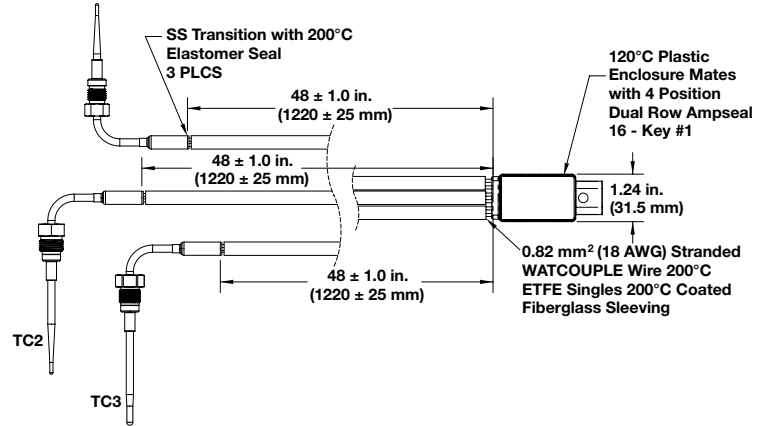 SS Transition with 200°C
Elastomer Seal
3 PLCS
120°C Plastic
Enclosure Mates
with 4 Position
Dual Row Ampseal
16 - Key #1
48 ± 1.0 in.
(1220 ± 25 mm)
48 ± 1.0 in.
(1220 ± 25 mm)
1.24 in.
(31.5 mm)
0.82 mm² (18 AWG) Stranded
WATCOUPLE Wire 200°C
ETFE Singles 200°C Coated
Fiberglass Sleeving
48 ± 1.0 in.
(1220 ± 25 mm)
TC2
TC3